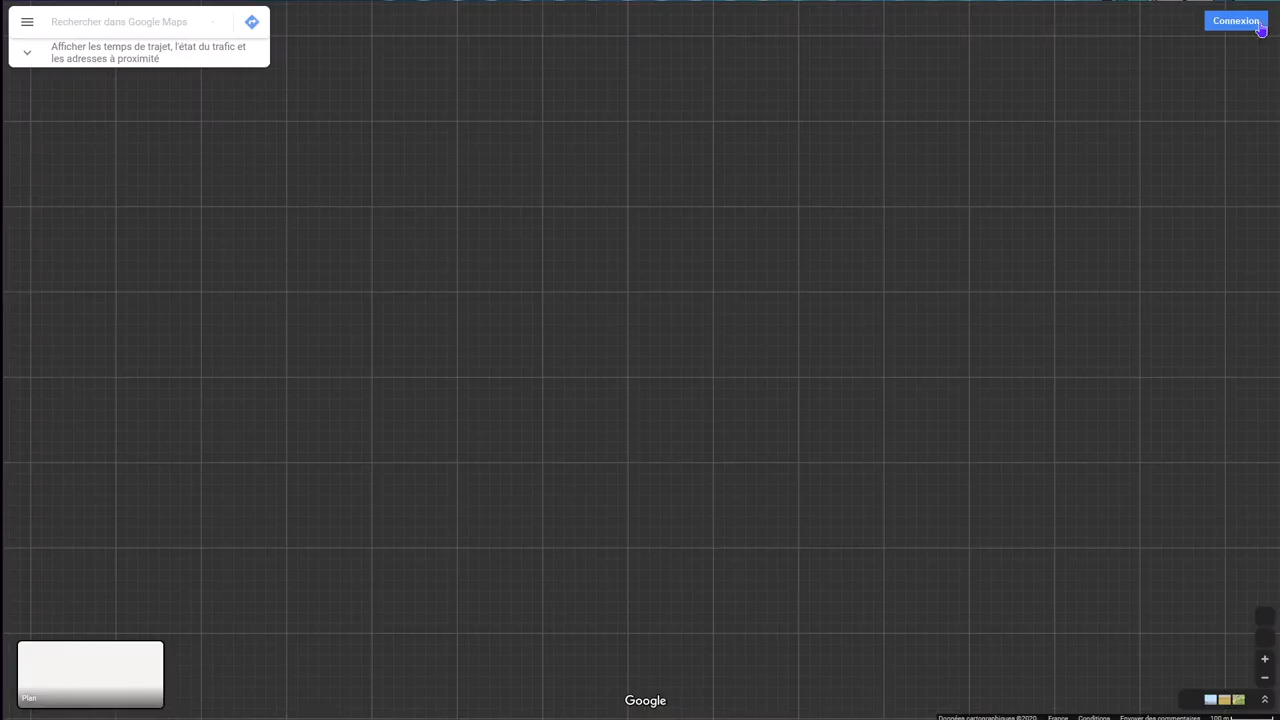 Rechercher dans Google Maps
Connexion
Afficher les temps de trajet, l'état du trafic et
les adresses à proximité
Plan
Google
Données cartographiques ©2020 France Conditions Envoyer des commentaires 100 m